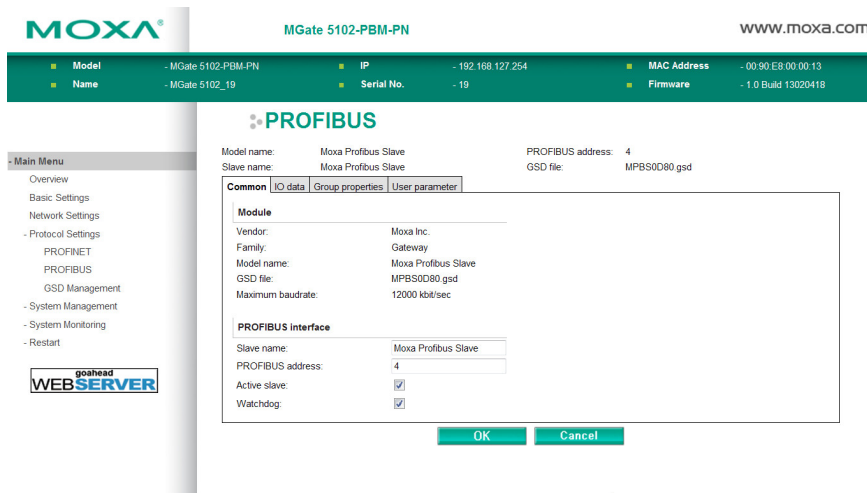 MOXA®
MGate 5102-PBM-PN
www.moxa.com
Model - MGate 5102-PBM-PN IP - 192.168.127.254 MAC Address - 00:90:E8:00:00:13
Name - MGate 5102_19 Serial No. - 19 Firmware - 1.0 Build 13020418
- Main Menu
Overview
Basic Settings
Network Settings
- Protocol Settings
PROFINET
PROFIBUS
GSD Management
- System Management
- System Monitoring
- Restart
goahead
WEBSERVER
PROFIBUS
Model name: Moxa Profibus Slave PROFIBUS address: 4
Slave name: Moxa Profibus Slave GSD file: MPBS0D80.gsd
Common IO data Group properties User parameter
Module
Vendor: Moxa Inc.
Family: Gateway
Model name: Moxa Profibus Slave
GSD file: MPBS0D80.gsd
Maximum baudrate: 12000 kbit/sec
PROFIBUS interface
Slave name: Moxa Profibus Slave
PROFIBUS address: 4
Active slave:
Watchdog:
OK Cancel